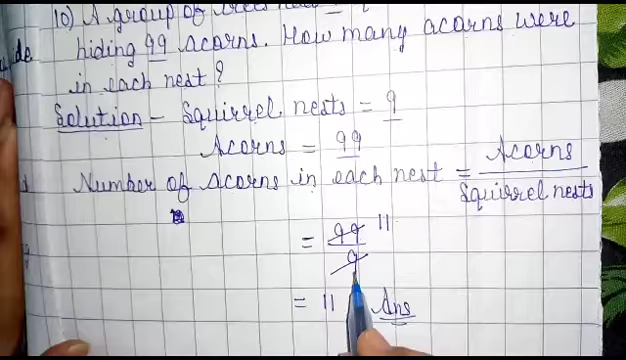 10) A group of trees
hiding 99 acorns. How many acorns were
in each nest?
Solution - Squirrel nests = 9
Acorns = 99
Number of Acorns in each nest = Acorns / Squirrel nests
= 99 / 9 11
= 11 Ans